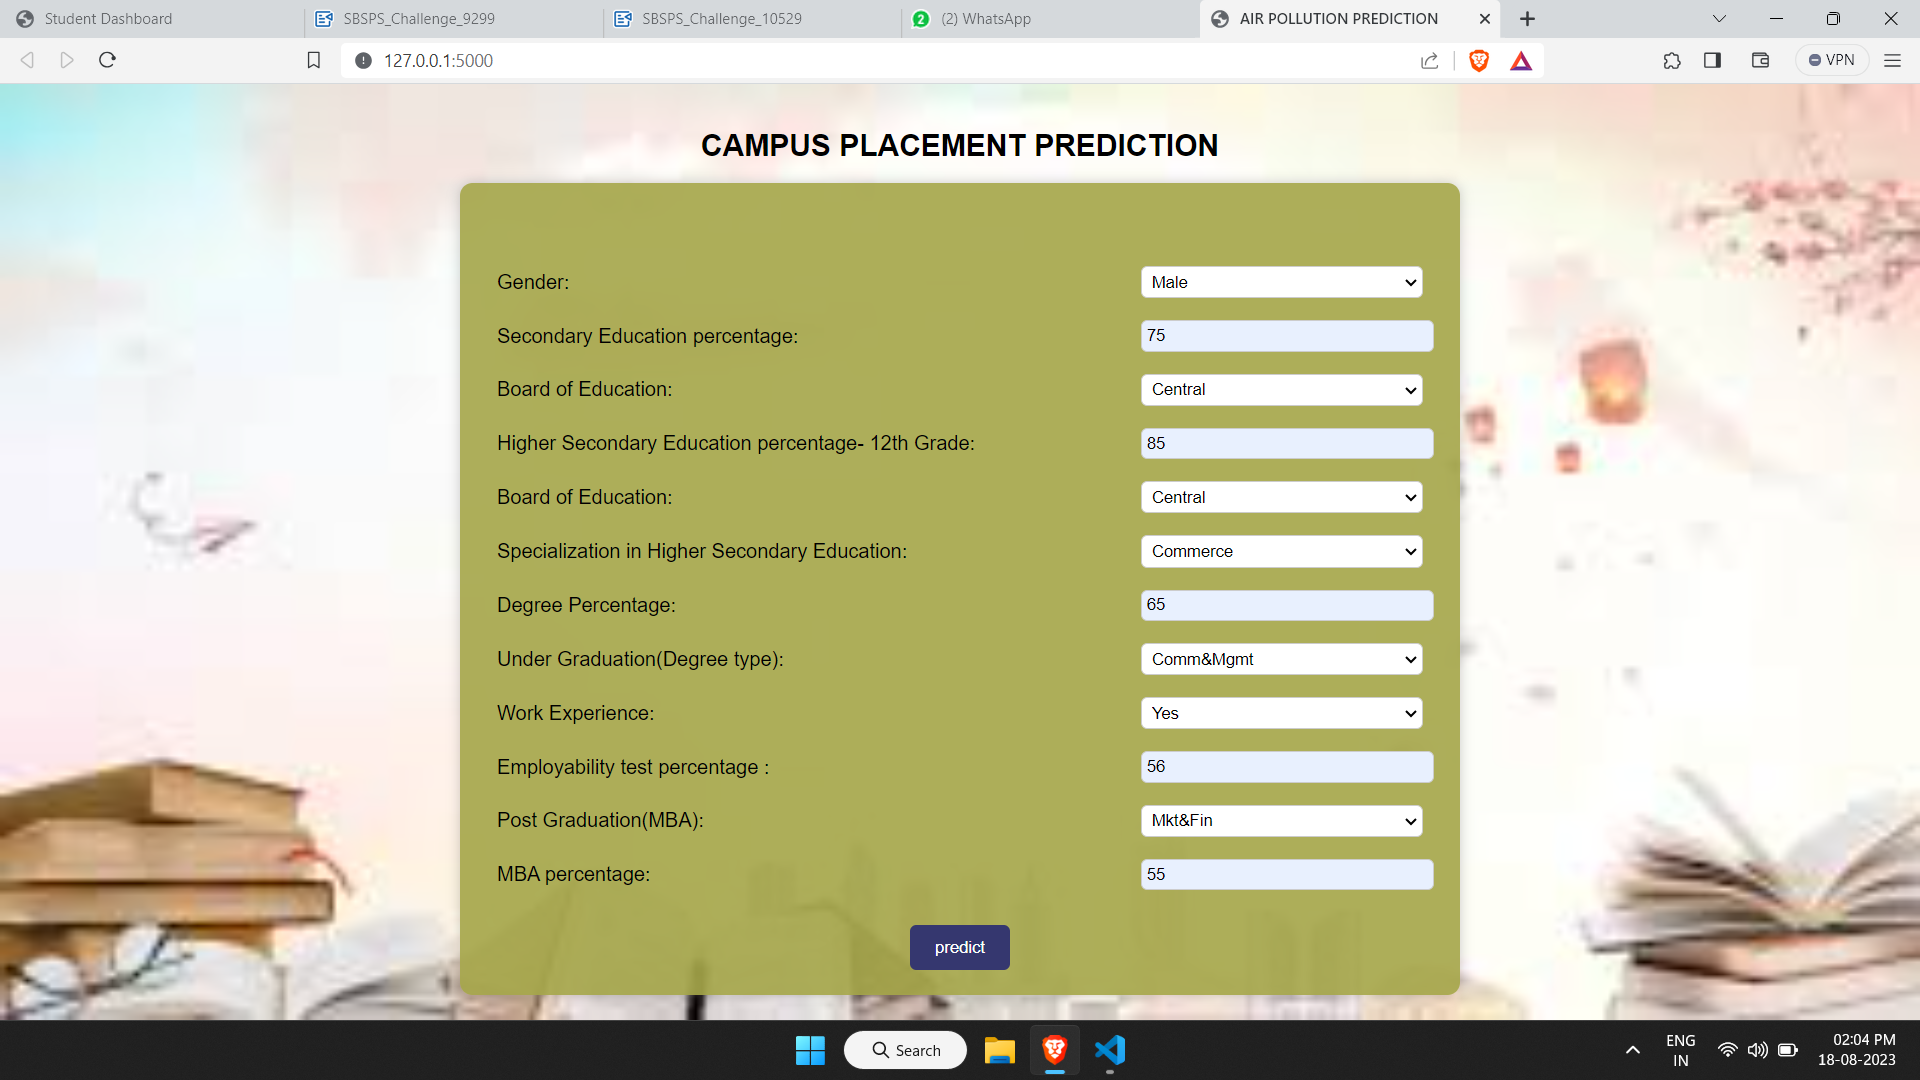 Student Dashboard
SBSPS_Challenge_9299
SBSPS_Challenge_10529
2 (2) WhatsApp
AIR POLLUTION PREDICTION
127.0.0.1:5000
VPN
CAMPUS PLACEMENT PREDICTION
Gender: Male
Secondary Education percentage: 75
Board of Education: Central
Higher Secondary Education percentage- 12th Grade: 85
Board of Education: Central
Specialization in Higher Secondary Education: Commerce
Degree Percentage: 65
Under Graduation(Degree type): Comm&Mgmt
Work Experience: Yes
Employability test percentage : 56
Post Graduation(MBA): Mkt&Fin
MBA percentage: 55
predict
Search
ENG
IN
02:04 PM
18-08-2023